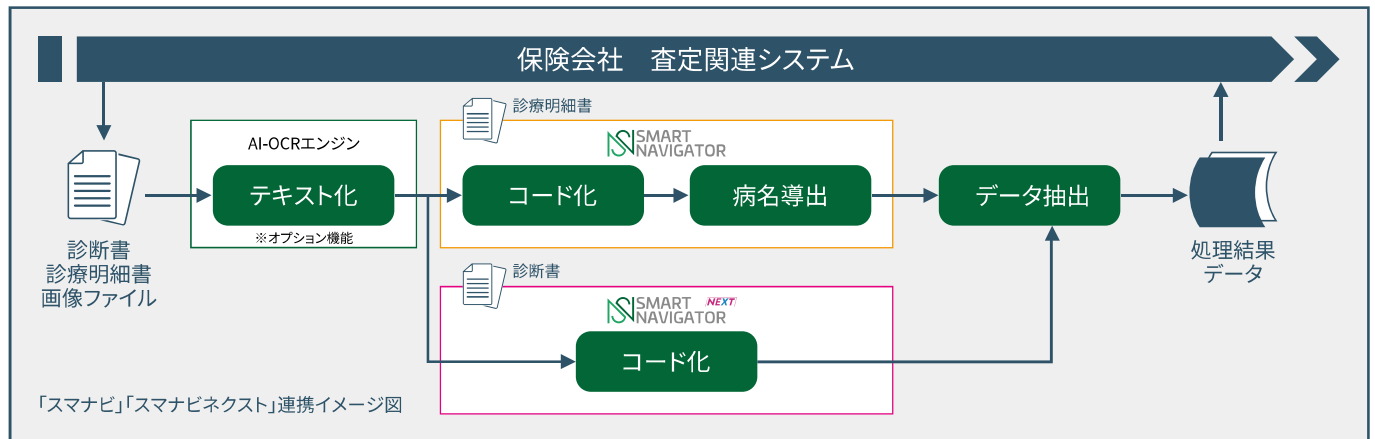 保険会社　査定関連システム
診療明細書
AI-OCRエンジン
SMART
NAVIGATOR
テキスト化
コード化
病名導出
データ抽出
※オプション機能
診断書
診療明細書
画像ファイル
処理結果
データ
診断書
SMART NEXT
NAVIGATOR
コード化
「スマナビ」「スマナビネクスト」連携イメージ図